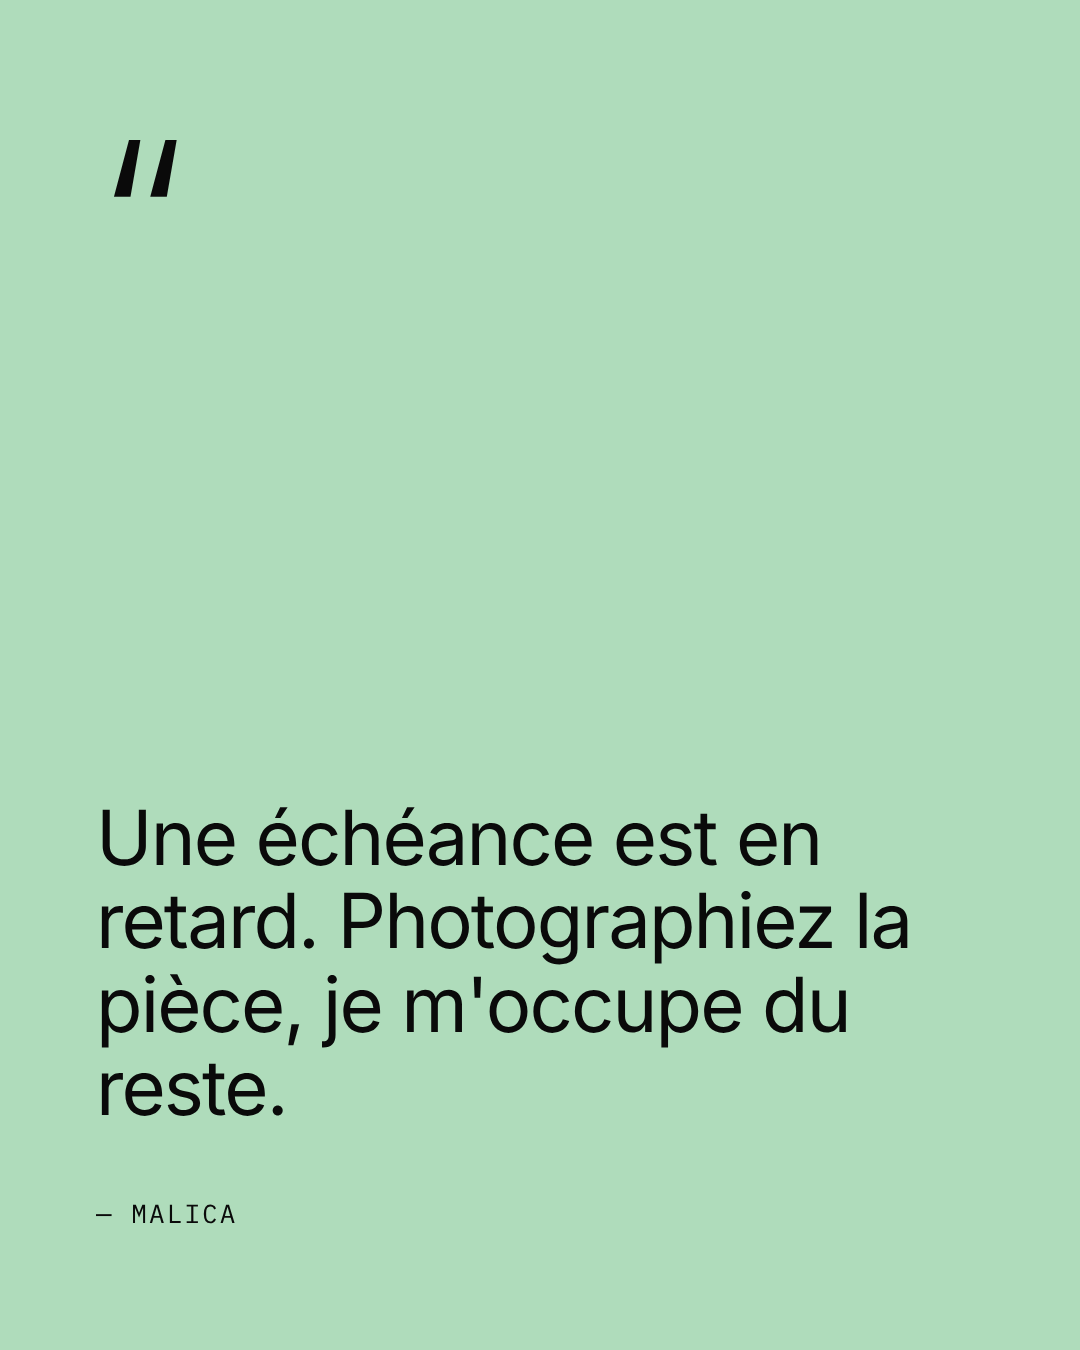 "
Une échéance est en
retard. Photographiez la
pièce, je m'occupe du
reste.
— MALICA